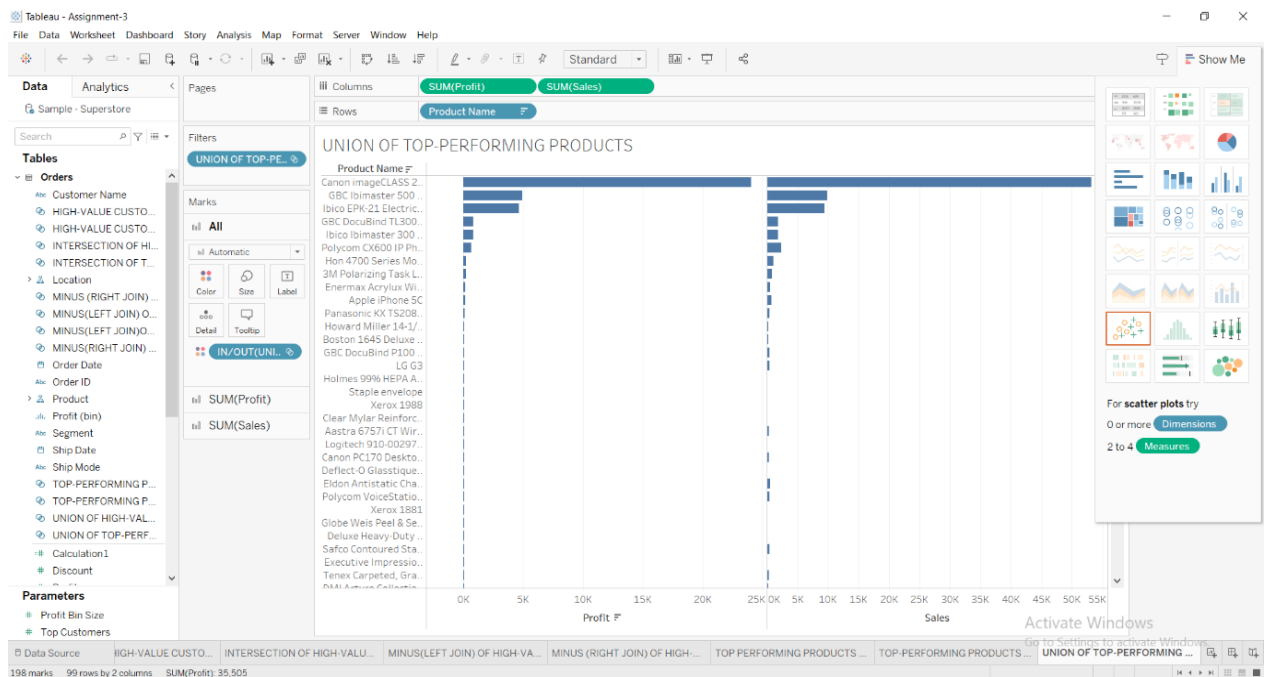 Tableau - Assignment-3
File Data Worksheet Dashboard Story Analysis Map Format Server Window Help
Standard
Show Me
Data Analytics
Sample - Superstore
Search
Tables
Orders
Abc Customer Name
HIGH-VALUE CUSTO...
HIGH-VALUE CUSTO...
INTERSECTION OF HI...
INTERSECTION OF T...
Location
MINUS (RIGHT JOIN) ...
MINUS(LEFT JOIN) O...
MINUS(LEFT JOIN)O...
MINUS(RIGHT JOIN) ...
Order Date
Abc Order ID
Product
Profit (bin)
Abc Segment
Ship Date
Abc Ship Mode
TOP-PERFORMING P...
TOP-PERFORMING P...
UNION OF HIGH-VAL...
UNION OF TOP-PERF...
=# Calculation1
# Discount
Parameters
# Profit Bin Size
# Top Customers
Pages
Filters
UNION OF TOP-PE..
Marks
All
Automatic
Color Size Label
Detail Tooltip
IN/OUT(UNI..
SUM(Profit)
SUM(Sales)
Columns SUM(Profit) SUM(Sales)
Rows Product Name
UNION OF TOP-PERFORMING PRODUCTS
Product Name
Canon imageCLASS 2..
GBC Ibimaster 500 ..
Ibico EPK-21 Electric..
GBC DocuBind TL300..
Ibico Ibimaster 300 ..
Polycom CX600 IP Ph..
Hon 4700 Series Mo..
3M Polarizing Task L..
Enermax Acrylux Wi..
Apple iPhone 5C
Panasonic KX TS208..
Howard Miller 14-1/..
Boston 1645 Deluxe ..
GBC DocuBind P100 ..
LG G3
Holmes 99% HEPA A..
Staple envelope
Xerox 1988
Clear Mylar Reinforc..
Aastra 6757i CT Wir..
Logitech 910-00297..
Canon PC170 Deskto..
Deflect-O Glasstique..
Eldon Antistatic Cha..
Polycom VoiceStatio..
Xerox 1881
Globe Weis Peel & Se..
Deluxe Heavy-Duty ..
Safco Contoured Sta..
Executive Impressio..
Tenex Carpeted, Gra..
0K 5K 10K 15K 20K 25K 0K 5K 10K 15K 20K 25K 30K 35K 40K 45K 50K 55K
Profit Sales
For scatter plots try
0 or more Dimensions
2 to 4 Measures
Activate Windows
Go to Settings to activate Windows.
Data Source HIGH-VALUE CUSTO... INTERSECTION OF HIGH-VALU... MINUS(LEFT JOIN) OF HIGH-VA... MINUS (RIGHT JOIN) OF HIGH-... TOP PERFORMING PRODUCTS ... TOP-PERFORMING PRODUCTS ... UNION OF TOP-PERFORMING ...
198 marks 99 rows by 2 columns SUM(Profit): 35,505